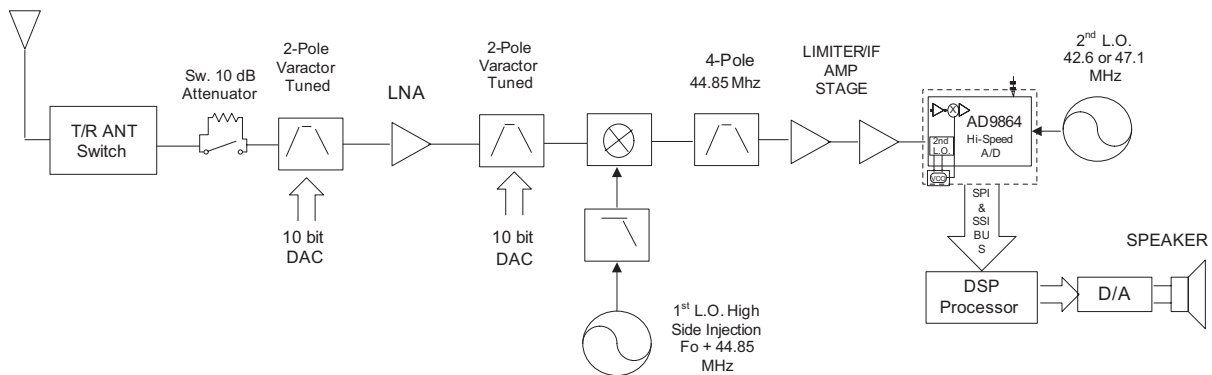 T/R ANT
Switch
Sw. 10 dB
Attenuator
2-Pole
Varactor
Tuned
10 bit
DAC
LNA
2-Pole
Varactor
Tuned
10 bit
DAC
1st L.O. High
Side Injection
Fo + 44.85
MHz
4-Pole
44.85 Mhz
LIMITER/IF
AMP
STAGE
X
AD9864
Hi-Speed
A/D
2nd
L.O.
VCO
2nd L.O.
42.6 or 47.1
MHz
SPI
&
SSI
BU
S
DSP
Processor
D/A
SPEAKER